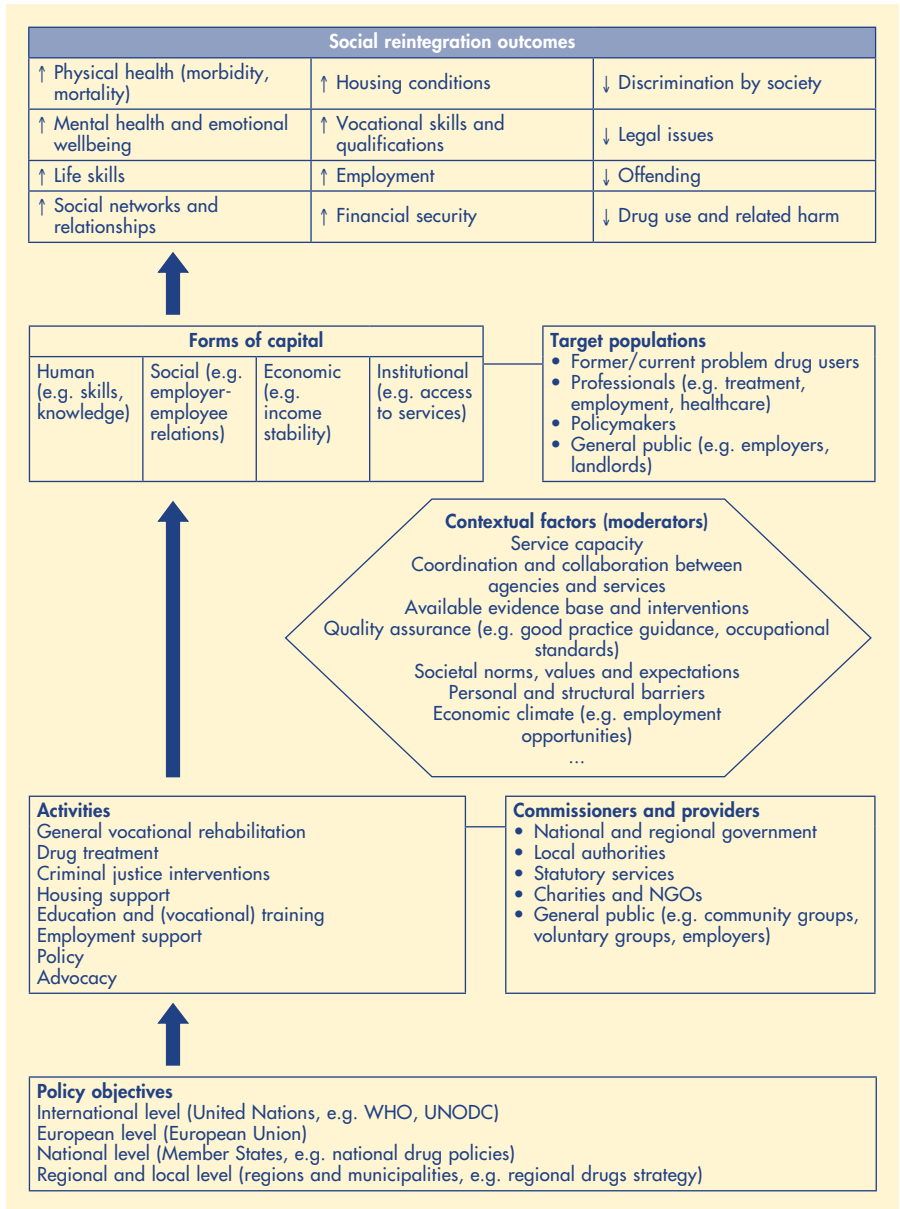 Social reintegration outcomes
↑ Physical health (morbidity,
mortality)
↑ Housing conditions
↓ Discrimination by society
↑ Mental health and emotional
wellbeing
↑ Vocational skills and
qualifications
↓ Legal issues
↑ Life skills
↑ Employment
↓ Offending
↑ Social networks and
relationships
↑ Financial security
↓ Drug use and related harm
Forms of capital
Human
(e.g. skills,
knowledge)
Social (e.g.
employer-
employee
relations)
Economic
(e.g.
income
stability)
Institutional
(e.g. access
to services)
Target populations
• Former/current problem drug users
• Professionals (e.g. treatment,
employment, healthcare)
• Policymakers
• General public (e.g. employers,
landlords)
Contextual factors (moderators)
Service capacity
Coordination and collaboration between
agencies and services
Available evidence base and interventions
Quality assurance (e.g. good practice guidance, occupational
standards)
Societal norms, values and expectations
Personal and structural barriers
Economic climate (e.g. employment
opportunities)
...
Activities
General vocational rehabilitation
Drug treatment
Criminal justice interventions
Housing support
Education and (vocational) training
Employment support
Policy
Advocacy
Commissioners and providers
• National and regional government
• Local authorities
• Statutory services
• Charities and NGOs
• General public (e.g. community groups,
voluntary groups, employers)
Policy objectives
International level (United Nations, e.g. WHO, UNODC)
European level (European Union)
National level (Member States, e.g. national drug policies)
Regional and local level (regions and municipalities, e.g. regional drugs strategy)